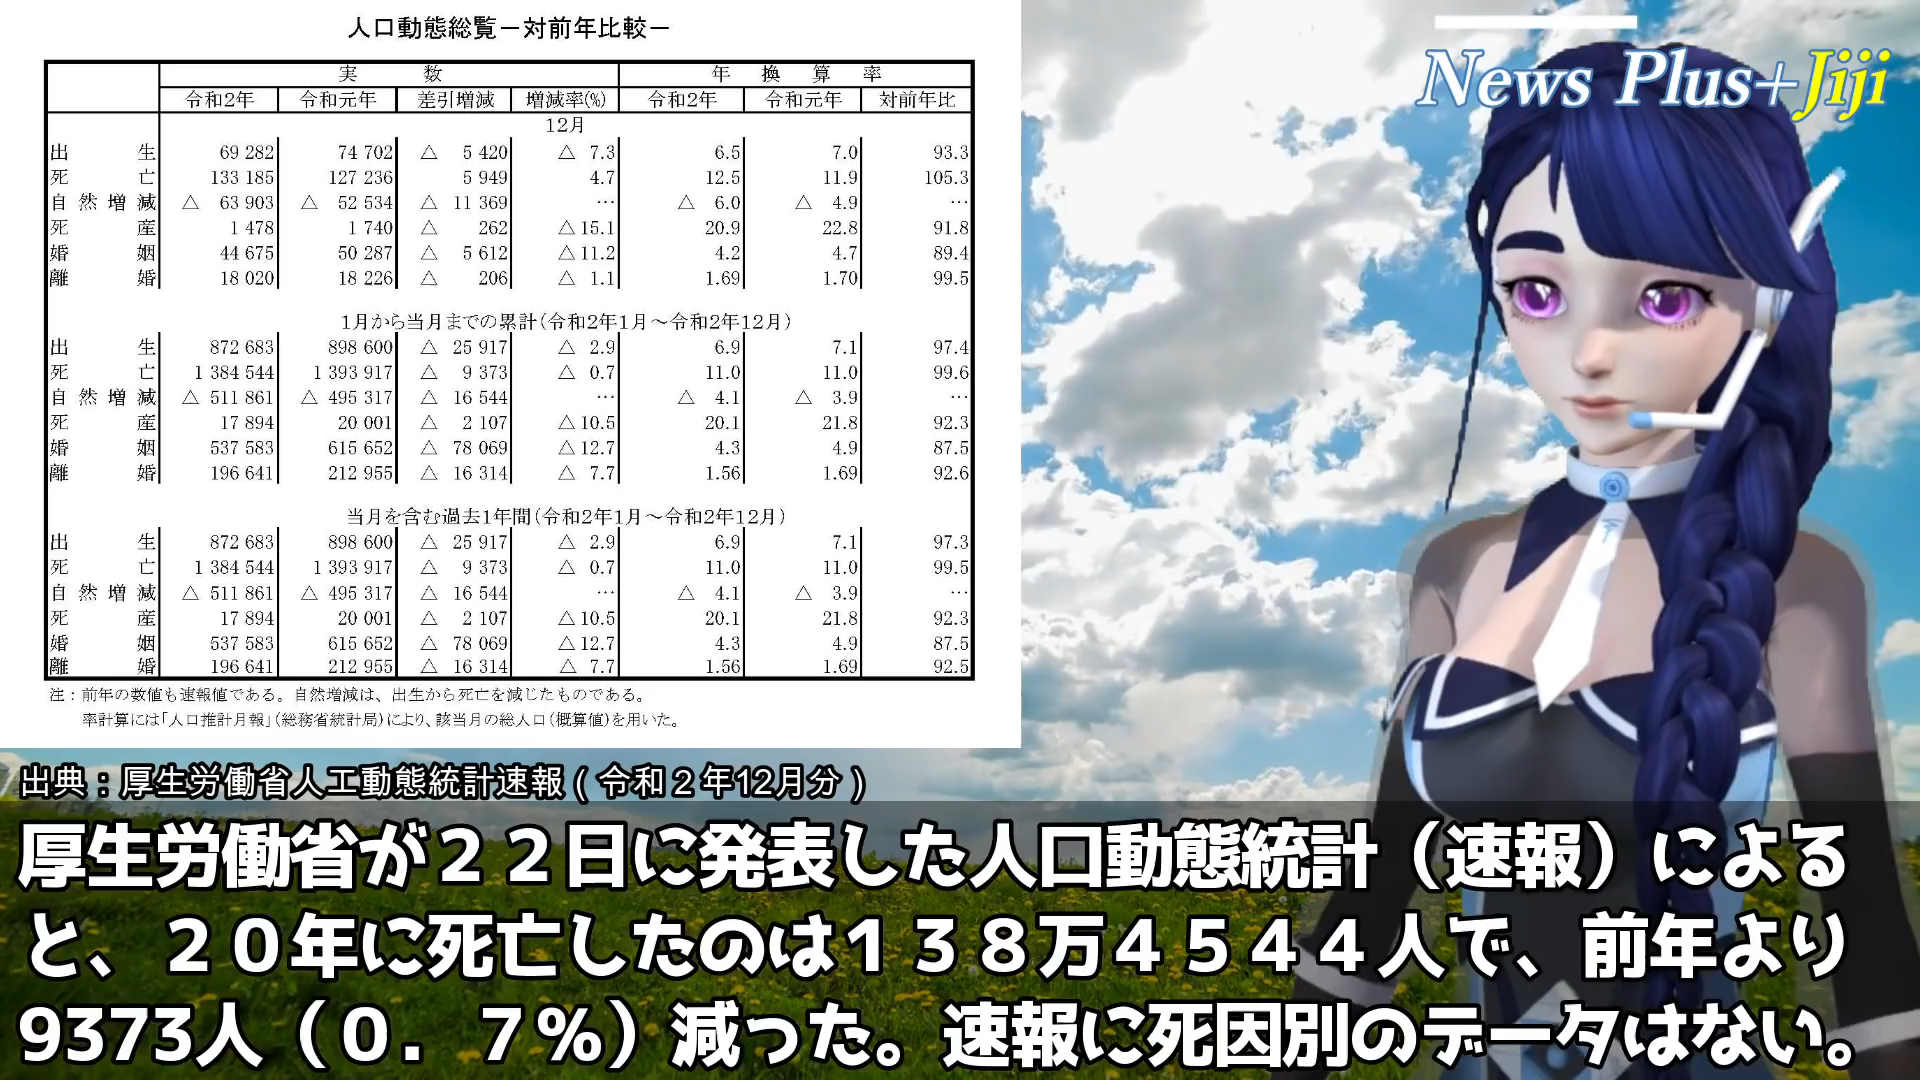 人口動態総覧－対前年比較－
News Plus+Jiji
実 数 年 換 算 率
令和2年 令和元年 差引増減 増減率(%) 令和2年 令和元年 対前年比
12月
出 生 69 282 74 702 △ 5 420 △ 7.3 6.5 7.0 93.3
死 亡 133 185 127 236 5 949 4.7 12.5 11.9 105.3
自 然 増 減 △ 63 903 △ 52 534 △ 11 369 … △ 6.0 △ 4.9 …
死 産 1 478 1 740 △ 262 △ 15.1 20.9 22.8 91.8
婚 姻 44 675 50 287 △ 5 612 △ 11.2 4.2 4.7 89.4
離 婚 18 020 18 226 △ 206 △ 1.1 1.69 1.70 99.5
1月から当月までの累計(令和2年1月～令和2年12月)
出 生 872 683 898 600 △ 25 917 △ 2.9 6.9 7.1 97.4
死 亡 1 384 544 1 393 917 △ 9 373 △ 0.7 11.0 11.0 99.6
自 然 増 減 △ 511 861 △ 495 317 △ 16 544 … △ 4.1 △ 3.9 …
死 産 17 894 20 001 △ 2 107 △ 10.5 20.1 21.8 92.3
婚 姻 537 583 615 652 △ 78 069 △ 12.7 4.3 4.9 87.5
離 婚 196 641 212 955 △ 16 314 △ 7.7 1.56 1.69 92.6
当月を含む過去1年間(令和2年1月～令和2年12月)
出 生 872 683 898 600 △ 25 917 △ 2.9 6.9 7.1 97.3
死 亡 1 384 544 1 393 917 △ 9 373 △ 0.7 11.0 11.0 99.5
自 然 増 減 △ 511 861 △ 495 317 △ 16 544 … △ 4.1 △ 3.9 …
死 産 17 894 20 001 △ 2 107 △ 10.5 20.1 21.8 92.3
婚 姻 537 583 615 652 △ 78 069 △ 12.7 4.3 4.9 87.5
離 婚 196 641 212 955 △ 16 314 △ 7.7 1.56 1.69 92.5
注：前年の数値も速報値である。自然増減は、出生から死亡を減じたものである。
率計算には「人口推計月報」(総務省統計局)により、該当月の総人口(概算値)を用いた。
出典：厚生労働省人工動態統計速報(令和２年12月分)
厚生労働省が２２日に発表した人口動態統計（速報）による
と、２０年に死亡したのは１３８万４５４４人で、前年より
9373人（０．７％）減った。速報に死因別のデータはない。